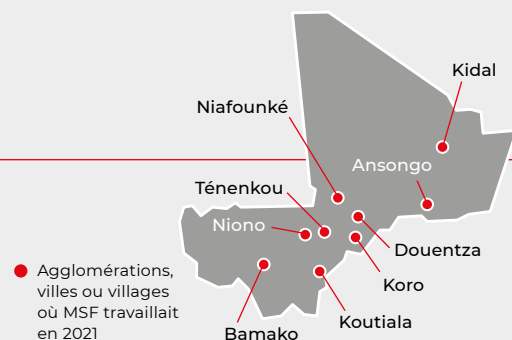 Kidal
Niafounké
Ansongo
Ténenkou
Niono
Douentza
Koro
Koutiala
Bamako
Agglomérations,
villes ou villages
où MSF travaillait
en 2021